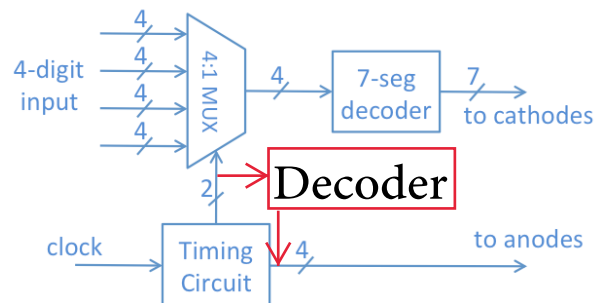 4
4
4-digit
input
4
4
4:1 MUX
4
7-seg
decoder
7
to cathodes
2
Decoder
clock
Timing
Circuit
4
to anodes